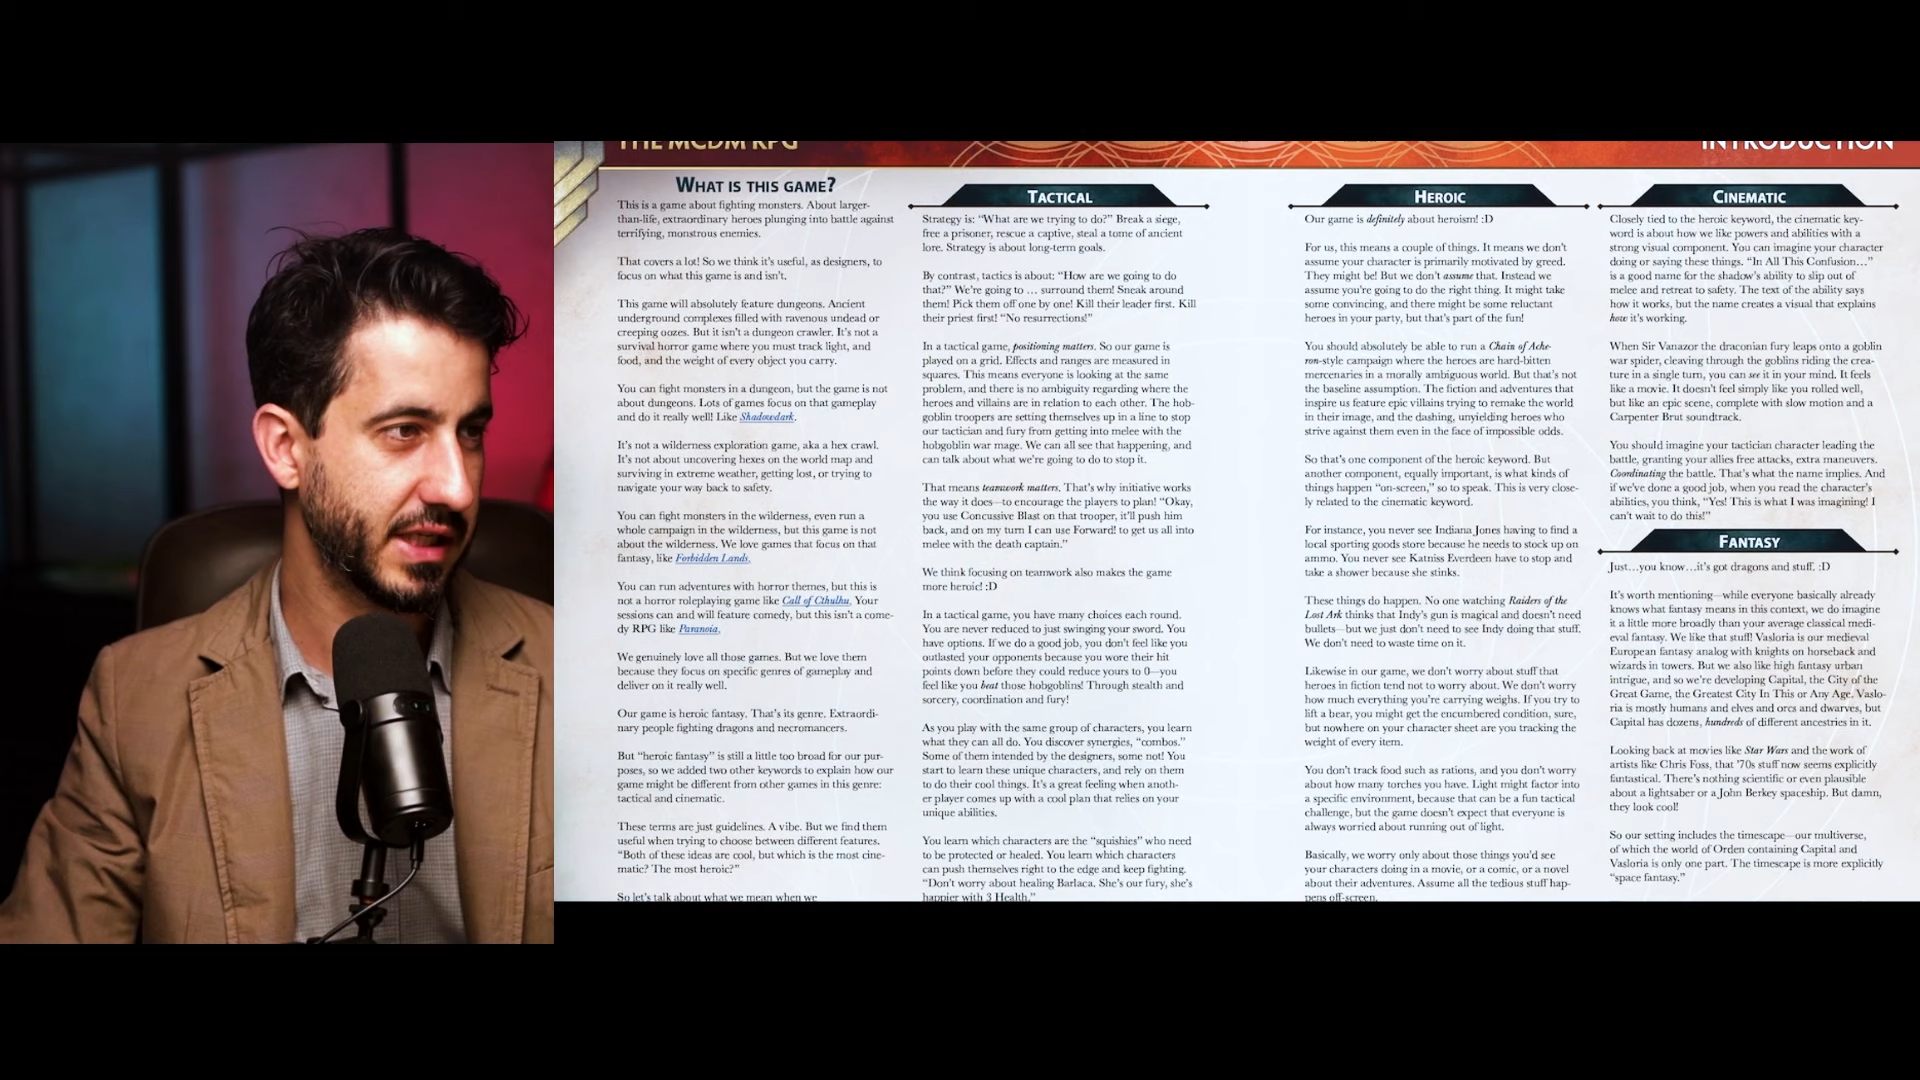 THE MCDM RPG
INTRODUCTION
WHAT IS THIS GAME?
This is a game about fighting monsters. About larger-
than-life, extraordinary heroes plunging into battle against
terrifying, monstrous enemies.
That covers a lot! So we think it's useful, as designers, to
focus on what this game is and isn't.
This game will absolutely feature dungeons. Ancient
underground complexes filled with ravenous undead or
creeping oozes. But it isn't a dungeon crawler. It's not a
survival horror game where you must track light, and
food, and the weight of every object you carry.
You can fight monsters in a dungeon, but the game is not
about dungeons. Lots of games focus on that gameplay
and do it really well! Like Shadowdark.
It's not a wilderness exploration game, aka a hex crawl.
It's not about uncovering hexes on the world map and
surviving in extreme weather, getting lost, or trying to
navigate your way back to safety.
You can fight monsters in the wilderness, even run a
whole campaign in the wilderness, but this game is not
about the wilderness. We love games that focus on that
fantasy, like Forbidden Lands.
You can run adventures with horror themes, but this is
not a horror roleplaying game like Call of Cthulhu. Your
sessions can and will feature comedy, but this isn't a come-
dy RPG like Paranoia.
We genuinely love all those games. But we love them
because they focus on specific genres of gameplay and
deliver on it really well.
Our game is heroic fantasy. That's its genre. Extraordi-
nary people fighting dragons and necromancers.
But "heroic fantasy" is still a little too broad for our pur-
poses, so we added two other keywords to explain how our
game might be different from other games in this genre:
tactical and cinematic.
These terms are just guidelines. A vibe. But we find them
useful when trying to choose between different features.
"Both of these ideas are cool, but which is the most cine-
matic? The most heroic?"
So let's talk about what we mean when we
TACTICAL
Strategy is: "What are we trying to do?" Break a siege,
free a prisoner, rescue a captive, steal a tome of ancient
lore. Strategy is about long-term goals.
By contrast, tactics is about: "How are we going to do
that?" We're going to … surround them! Sneak around
them! Pick them off one by one! Kill their leader first. Kill
their priest first! "No resurrections!"
In a tactical game, positioning matters. So our game is
played on a grid. Effects and ranges are measured in
squares. This means everyone is looking at the same
problem, and there is no ambiguity regarding where the
heroes and villains are in relation to each other. The hob-
goblin troopers are setting themselves up in a line to stop
our tactician and fury from getting into melee with the
hobgoblin war mage. We can all see that happening, and
can talk about what we're going to do to stop it.
That means teamwork matters. That's why initiative works
the way it does—to encourage the players to plan! "Okay,
you use Concussive Blast on that trooper, it'll push him
back, and on my turn I can use Forward! to get us all into
melee with the death captain."
We think focusing on teamwork also makes the game
more heroic! :D
In a tactical game, you have many choices each round.
You are never reduced to just swinging your sword. You
have options. If we do a good job, you don't feel like you
outlasted your opponents because you wore their hit
points down before they could reduce yours to 0—you
feel like you beat those hobgoblins! Through stealth and
sorcery, coordination and fury!
As you play with the same group of characters, you learn
what they can all do. You discover synergies, "combos."
Some of them intended by the designers, some not! You
start to learn these unique characters, and rely on them
to do their cool things. It's a great feeling when anoth-
er player comes up with a cool plan that relies on your
unique abilities.
You learn which characters are the "squishies" who need
to be protected or healed. You learn which characters
can push themselves right to the edge and keep fighting.
"Don't worry about healing Barlaca. She's our fury, she's
happier with 3 Health."
HEROIC
Our game is definitely about heroism! :D
For us, this means a couple of things. It means we don't
assume your character is primarily motivated by greed.
They might be! But we don't assume that. Instead we
assume you're going to do the right thing. It might take
some convincing, and there might be some reluctant
heroes in your party, but that's part of the fun!
You should absolutely be able to run a Chain of Ache-
ron-style campaign where the heroes are hard-bitten
mercenaries in a morally ambiguous world. But that's not
the baseline assumption. The fiction and adventures that
inspire us feature epic villains trying to remake the world
in their image, and the dashing, unyielding heroes who
strive against them even in the face of impossible odds.
So that's one component of the heroic keyword. But
another component, equally important, is what kinds of
things happen "on-screen," so to speak. This is very close-
ly related to the cinematic keyword.
For instance, you never see Indiana Jones having to find a
local sporting goods store because he needs to stock up on
ammo. You never see Katniss Everdeen have to stop and
take a shower because she stinks.
These things do happen. No one watching Raiders of the
Lost Ark thinks that Indy's gun is magical and doesn't need
bullets—but we just don't need to see Indy doing that stuff.
We don't need to waste time on it.
Likewise in our game, we don't worry about stuff that
heroes in fiction tend not to worry about. We don't worry
how much everything you're carrying weighs. If you try to
lift a bear, you might get the encumbered condition, sure,
but nowhere on your character sheet are you tracking the
weight of every item.
You don't track food such as rations, and you don't worry
about how many torches you have. Light might factor into
a specific environment, because that can be a fun tactical
challenge, but the game doesn't expect that everyone is
always worried about running out of light.
Basically, we worry only about those things you'd see
your characters doing in a movie, or a comic, or a novel
about their adventures. Assume all the tedious stuff hap-
pens off-screen.
CINEMATIC
Closely tied to the heroic keyword, the cinematic key-
word is about how we like powers and abilities with a
strong visual component. You can imagine your character
doing or saying these things. "In All This Confusion…"
is a good name for the shadow's ability to slip out of
melee and retreat to safety. The text of the ability says
how it works, but the name creates a visual that explains
how it's working.
When Sir Vanazor the draconian fury leaps onto a goblin
war spider, cleaving through the goblins riding the crea-
ture in a single turn, you can see it in your mind. It feels
like a movie. It doesn't feel simply like you rolled well,
but like an epic scene, complete with slow motion and a
Carpenter Brut soundtrack.
You should imagine your tactician character leading the
battle, granting your allies free attacks, extra maneuvers.
Coordinating the battle. That's what the name implies. And
if we've done a good job, when you read the character's
abilities, you think, "Yes! This is what I was imagining! I
can't wait to do this!"
FANTASY
Just…you know…it's got dragons and stuff. :D
It's worth mentioning—while everyone basically already
knows what fantasy means in this context, we do imagine
it a little more broadly than your average classical medi-
eval fantasy. We like that stuff! Vasloria is our medieval
European fantasy analog with knights on horseback and
wizards in towers. But we also like high fantasy urban
intrigue, and so we're developing Capital, the City of the
Great Game, the Greatest City In This or Any Age. Vaslo-
ria is mostly humans and elves and orcs and dwarves, but
Capital has dozens, hundreds of different ancestries in it.
Looking back at movies like Star Wars and the work of
artists like Chris Foss, that '70s stuff now seems explicitly
fantastical. There's nothing scientific or even plausible
about a lightsaber or a John Berkey spaceship. But damn,
they look cool!
So our setting includes the timescape—our multiverse,
of which the world of Orden containing Capital and
Vasloria is only one part. The timescape is more explicitly
"space fantasy."